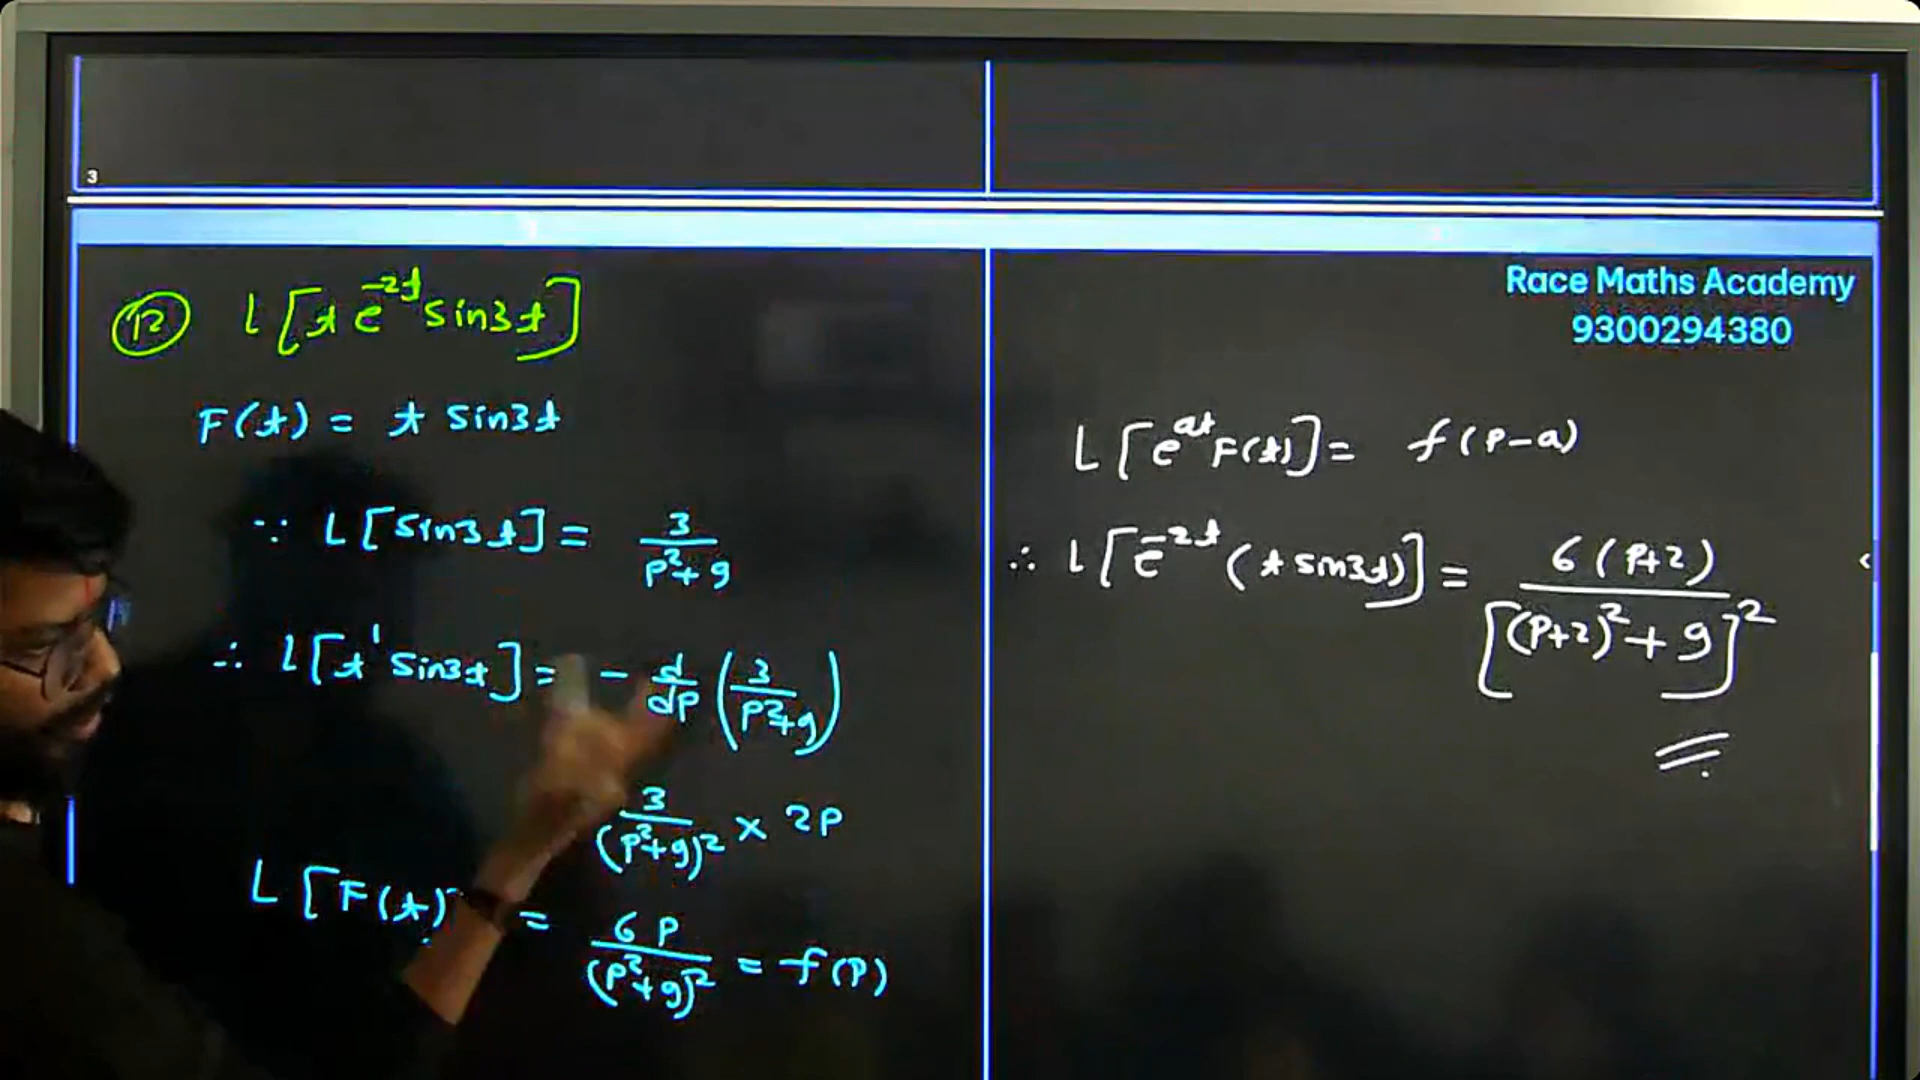 3
12 L[t e^-2t sin3t]
F(t) = t sin3t
∵ L[sin3t] = 3/(p²+9)
∴ L[t¹ sin3t] = - d/dp (3/(p²+9))
3/(p²+9)² × 2p
L[F(t) = 6p/(p²+9)² = f(p)
Race Maths Academy
9300294380
L[e^at F(t)] = f(p-a)
∴ L[e^-2t (t sin3t)] = 6(p+2)/[(p+2)²+9]²